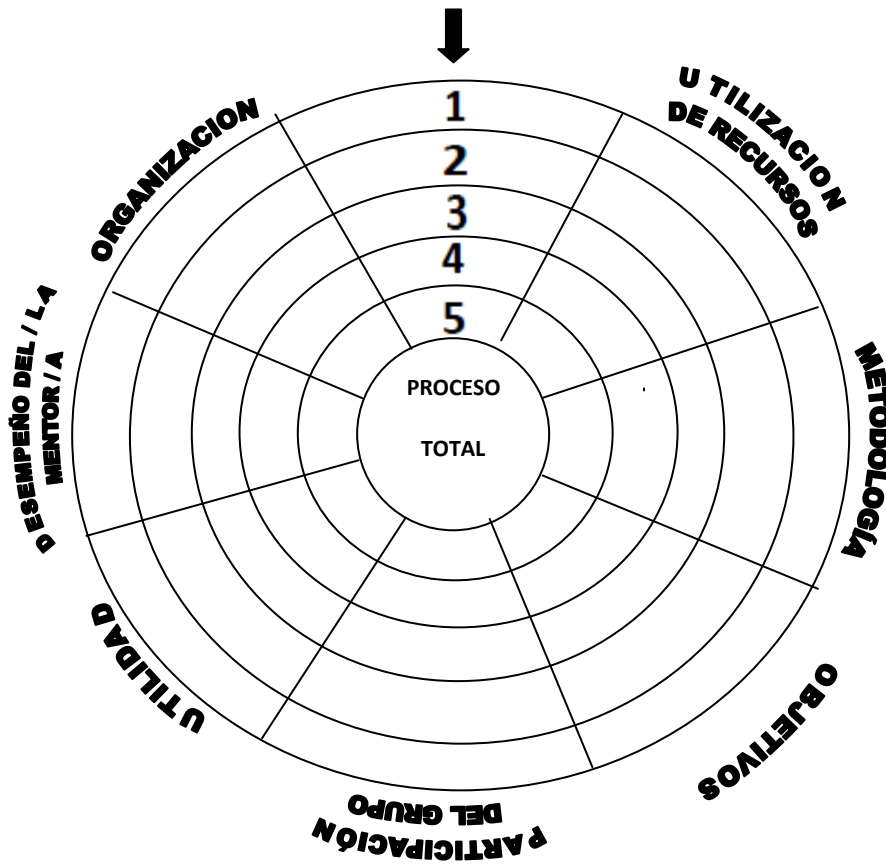 1
2
3
4
5
PROCESO
TOTAL
UTILIZACION
DE RECURSOS
METODOLOGÍA
OBJETIVOS
PARTICIPACIÓN
DEL GRUPO
UTILIDAD
DESEMPEÑO DEL / LA
MENTOR / A
ORGANIZACION